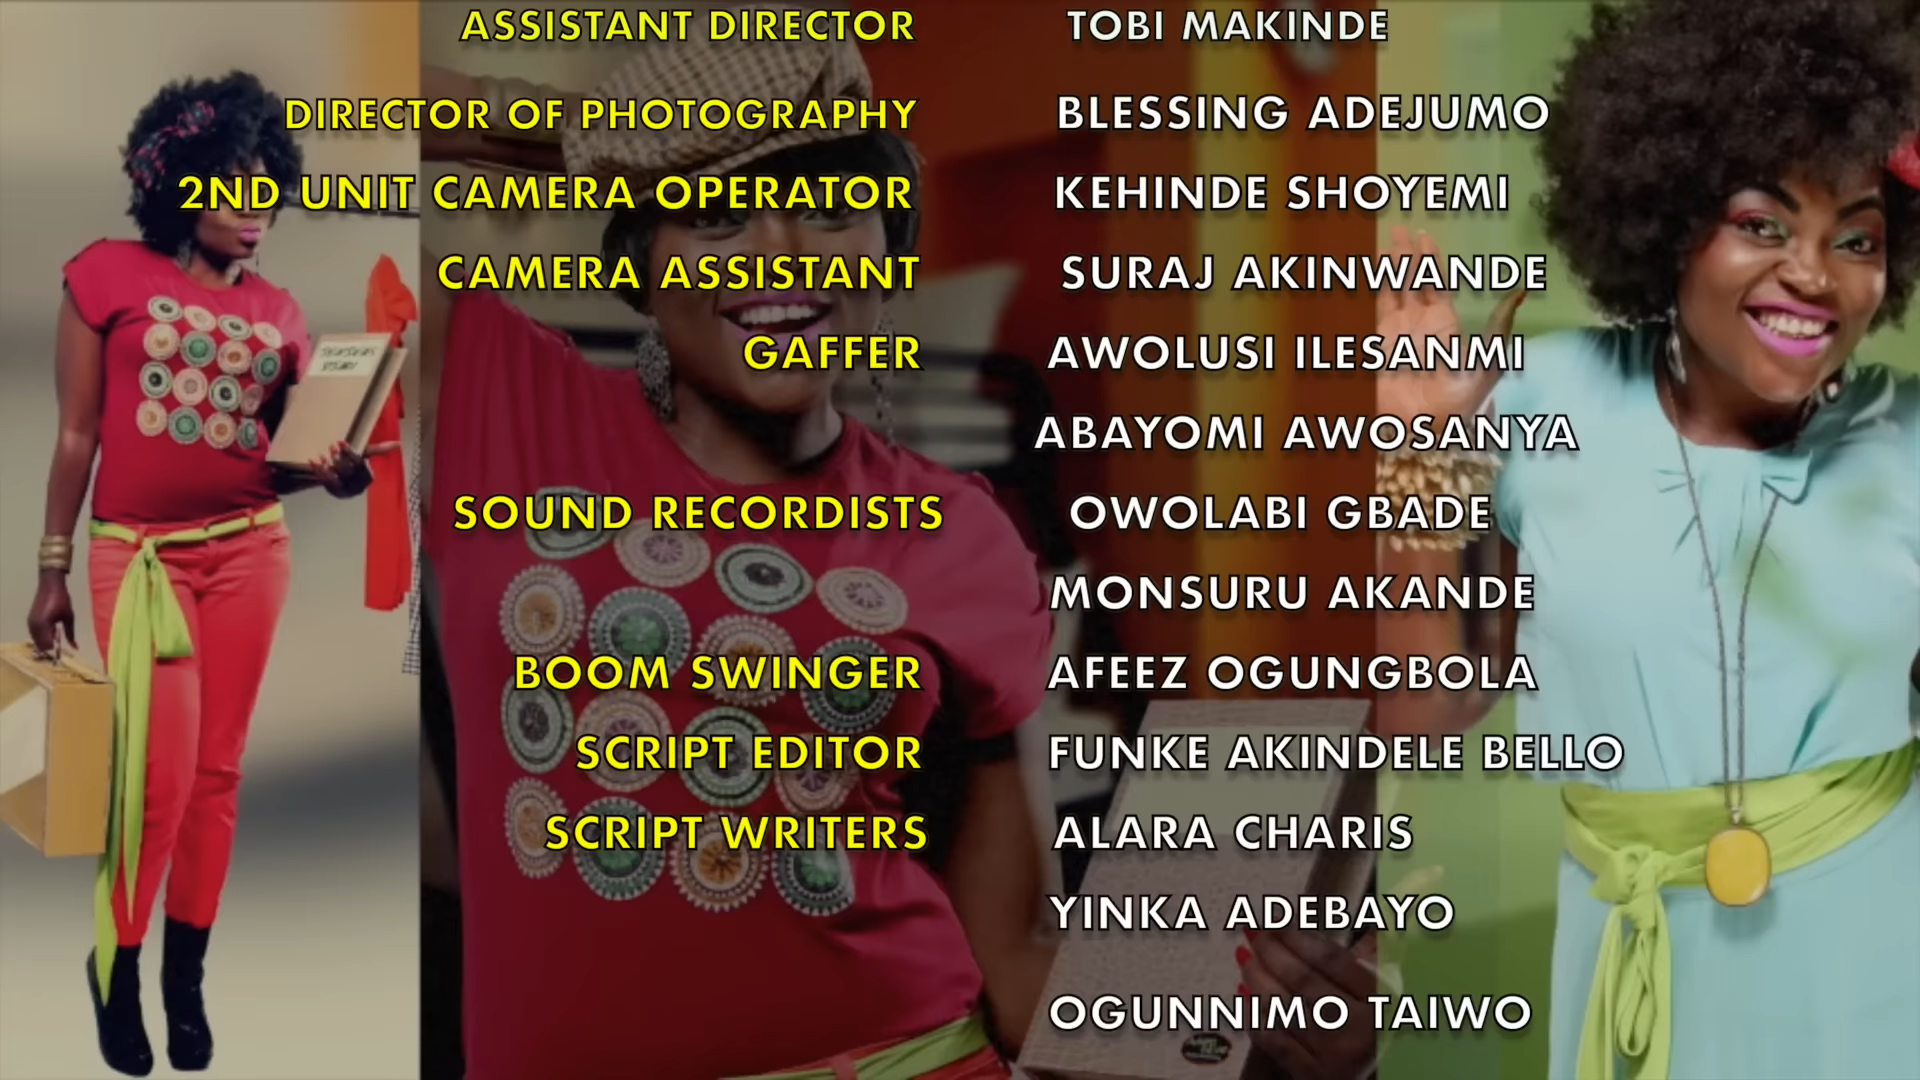 ASSISTANT DIRECTOR TOBI MAKINDE
DIRECTOR OF PHOTOGRAPHY BLESSING ADEJUMO
2ND UNIT CAMERA OPERATOR KEHINDE SHOYEMI
CAMERA ASSISTANT SURAJ AKINWANDE
GAFFER AWOLUSI ILESANMI
ABAYOMI AWOSANYA
SOUND RECORDISTS OWOLABI GBADE
MONSURU AKANDE
BOOM SWINGER AFEEZ OGUNGBOLA
SCRIPT EDITOR FUNKE AKINDELE BELLO
SCRIPT WRITERS ALARA CHARIS
YINKA ADEBAYO
OGUNNIMO TAIWO